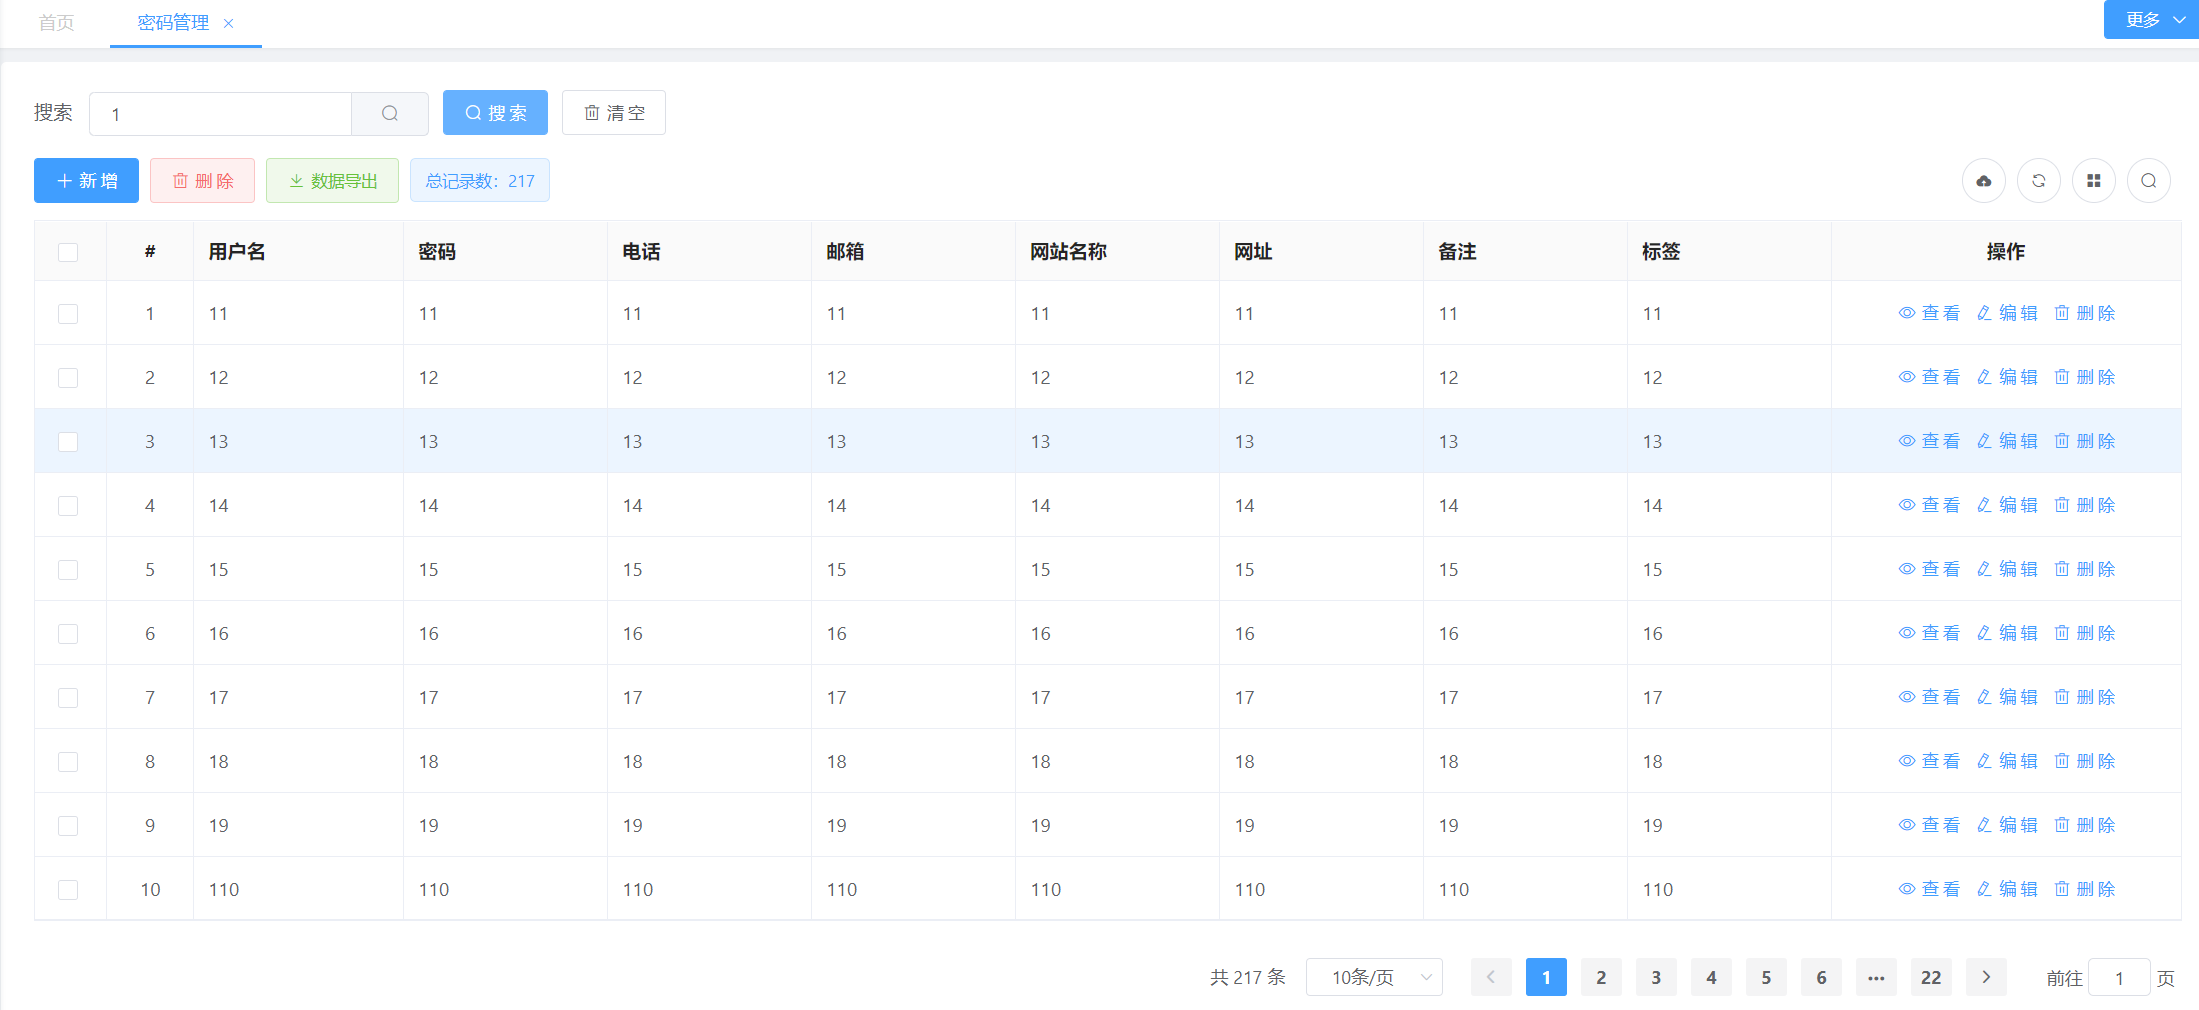 首页 密码管理 更多
搜索 1 搜索 清空
新增 删除 数据导出 总记录数：217
# 用户名 密码 电话 邮箱 网站名称 网址 备注 标签 操作
1 11 11 11 11 11 11 11 11 查看 编辑 删除
2 12 12 12 12 12 12 12 12 查看 编辑 删除
3 13 13 13 13 13 13 13 13 查看 编辑 删除
4 14 14 14 14 14 14 14 14 查看 编辑 删除
5 15 15 15 15 15 15 15 15 查看 编辑 删除
6 16 16 16 16 16 16 16 16 查看 编辑 删除
7 17 17 17 17 17 17 17 17 查看 编辑 删除
8 18 18 18 18 18 18 18 18 查看 编辑 删除
9 19 19 19 19 19 19 19 19 查看 编辑 删除
10 110 110 110 110 110 110 110 110 查看 编辑 删除
共 217 条 10条/页 1 2 3 4 5 6 ••• 22 前往 1 页